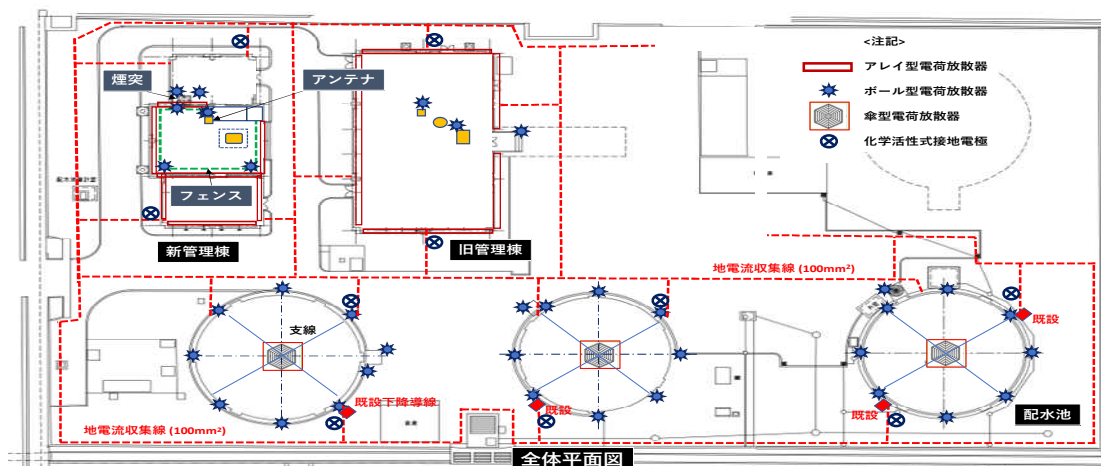 <注記>
アレイ型電荷放散器
ボール型電荷放散器
傘型電荷放散器
化学活性式接地電極
煙突
アンテナ
フェンス
新管理棟
旧管理棟
地電流収集線 (100mm²)
支線
既設
既設下降導線
既設
既設
配水池
地電流収集線 (100mm²)
全体平面図